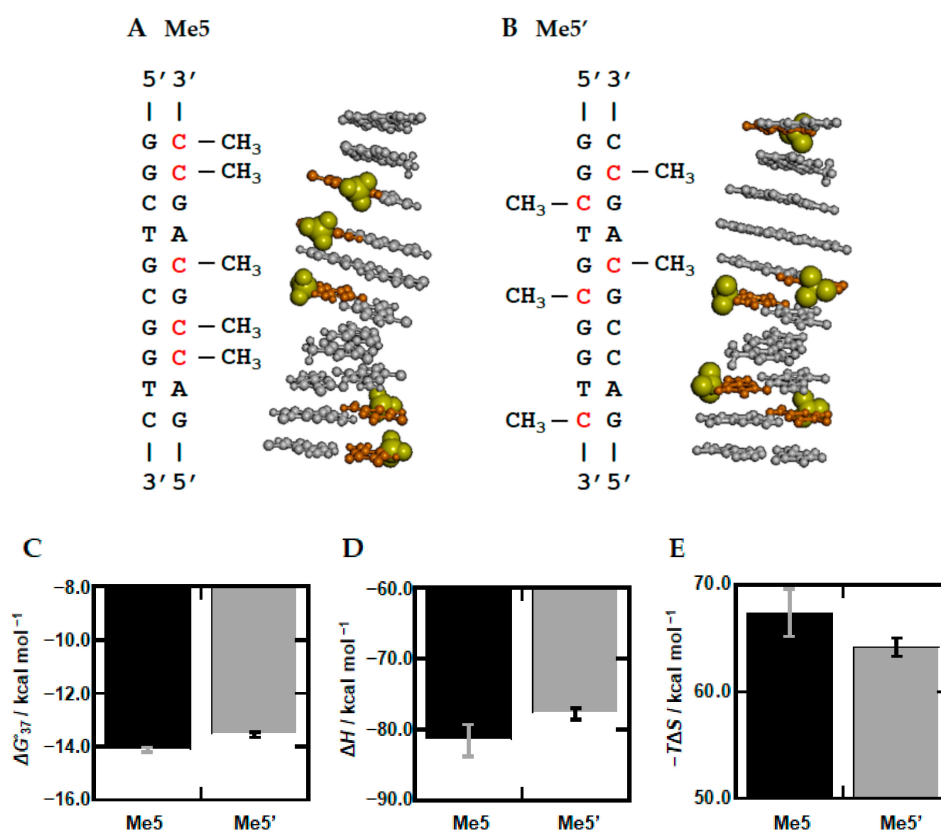 A Me5
5′ 3′
G C – CH₃
G C – CH₃
C G
T A
G C – CH₃
C G
G C – CH₃
G C – CH₃
T A
C G
3′ 5′
B Me5′
5′ 3′
G C
G C – CH₃
CH₃ – C G
T A
G C – CH₃
CH₃ – C G
G C
G C
T A
CH₃ – C G
3′ 5′
C
ΔG°₃₇ / kcal mol⁻¹
−8.0
−10.0
−12.0
−14.0
−16.0
Me5 Me5'
D
ΔH / kcal mol⁻¹
−60.0
−70.0
−80.0
−90.0
Me5 Me5'
E
−TΔS / kcal mol⁻¹
70.0
60.0
50.0
Me5 Me5'